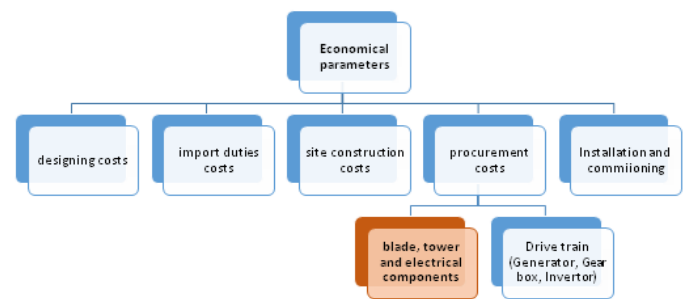 Economical
parameters
designing costs
import duties
costs
site construction
costs
procurement
costs
Installation and
commiioning
blade, tower
and electrical
components
Drive train
(Generator, Gear
box, Invertor)